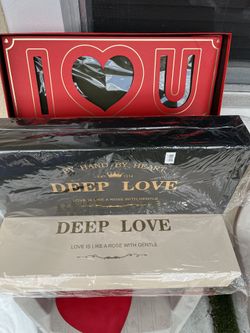 I ❤ U
BY HAND BY HEART
DEEP LOVE
LOVE IS LIKE A ROSE WITH GENTLE
DEEP LOVE
LOVE IS LIKE A ROSE WITH GENTLE